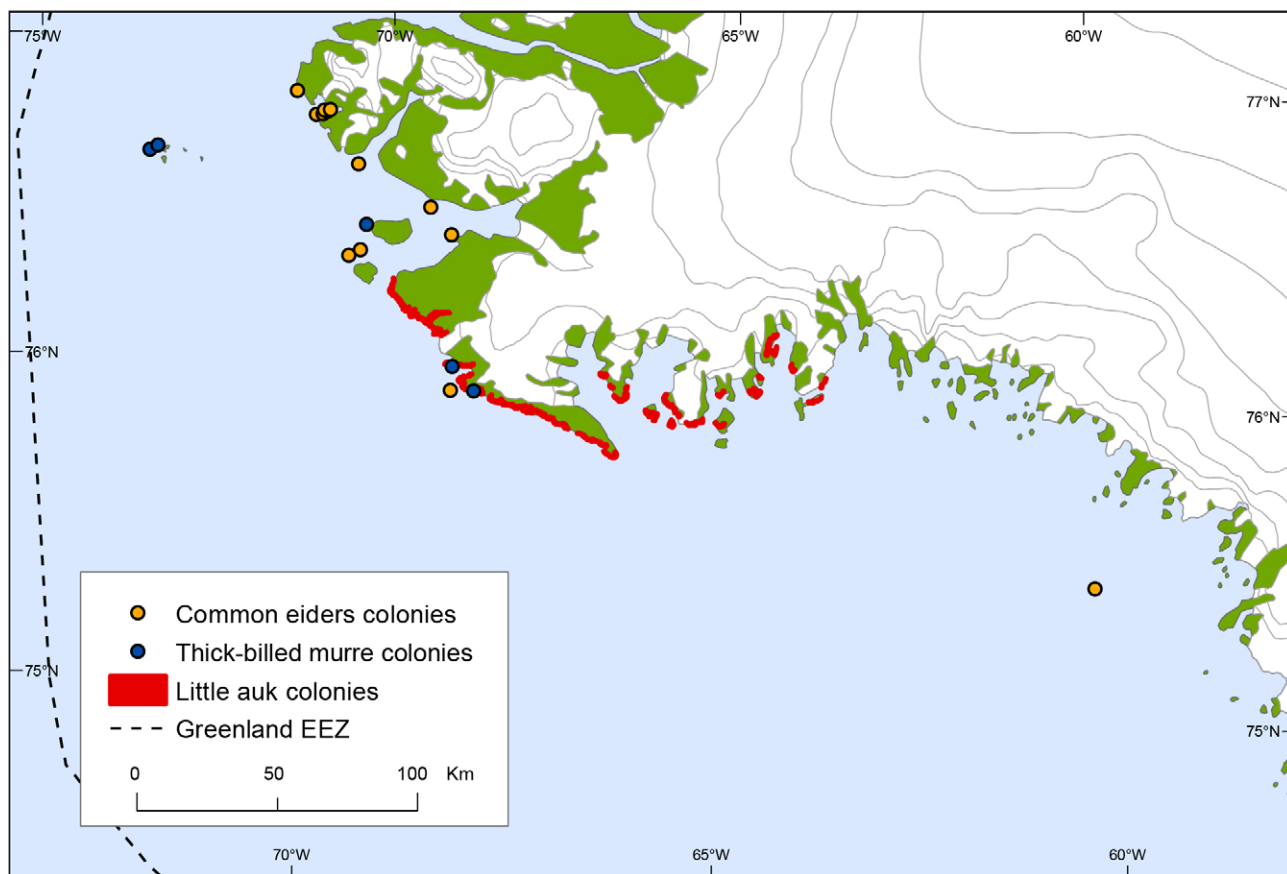 75°W
70°W
65°W
60°W
77°N
76°N
76°N
75°N
75°N
Common eiders colonies
Thick-billed murre colonies
Little auk colonies
Greenland EEZ
0 50 100 Km
70°W
65°W
60°W